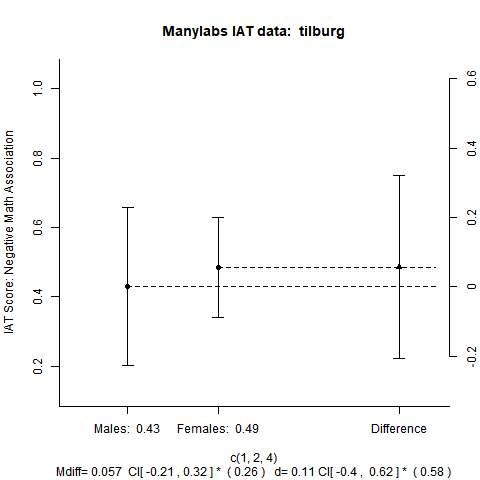 Manylabs IAT data:  tilburg
IAT Score: Negative Math Association
1.0
0.8
0.6
0.4
0.2
0.6
0.4
0.2
0
-0.2
Males:  0.43
Females:  0.49
Difference
c(1, 2, 4)
Mdiff= 0.057  CI[ -0.21 , 0.32 ] *  ( 0.26 )   d= 0.11 CI[ -0.4 ,  0.62 ] *  ( 0.58 )